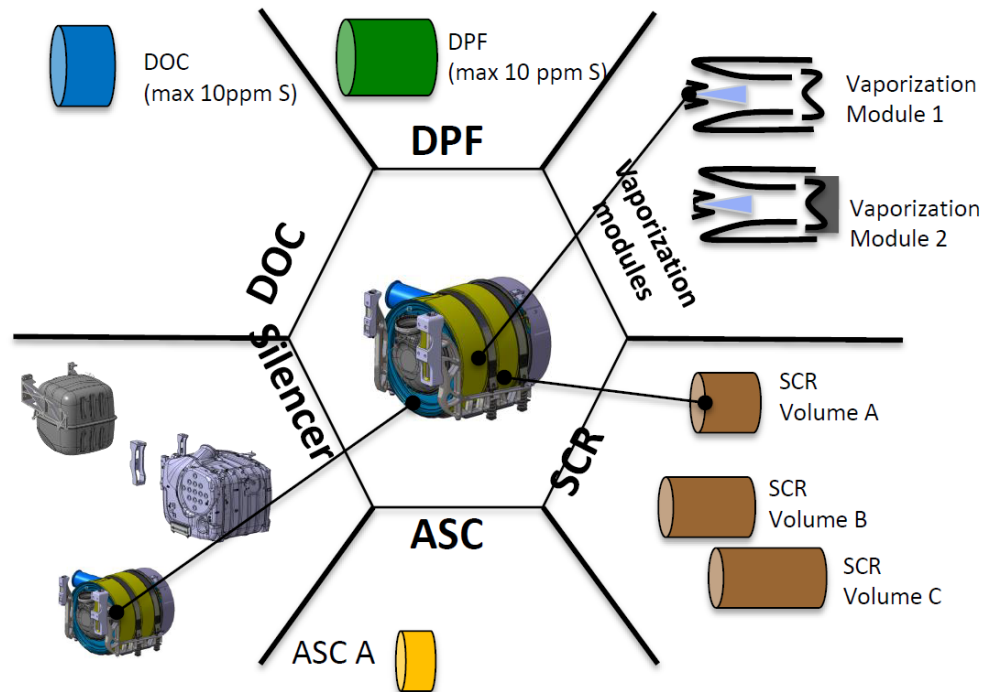 DOC
(max 10ppm S)
DPF
(max 10 ppm S)
Vaporization
Module 1
Vaporization
Module 2
DPF
Vaporization
modules
DOC
Silencer
SCR
Volume A
SCR
Volume B
SCR
Volume C
SCR
ASC
ASC A